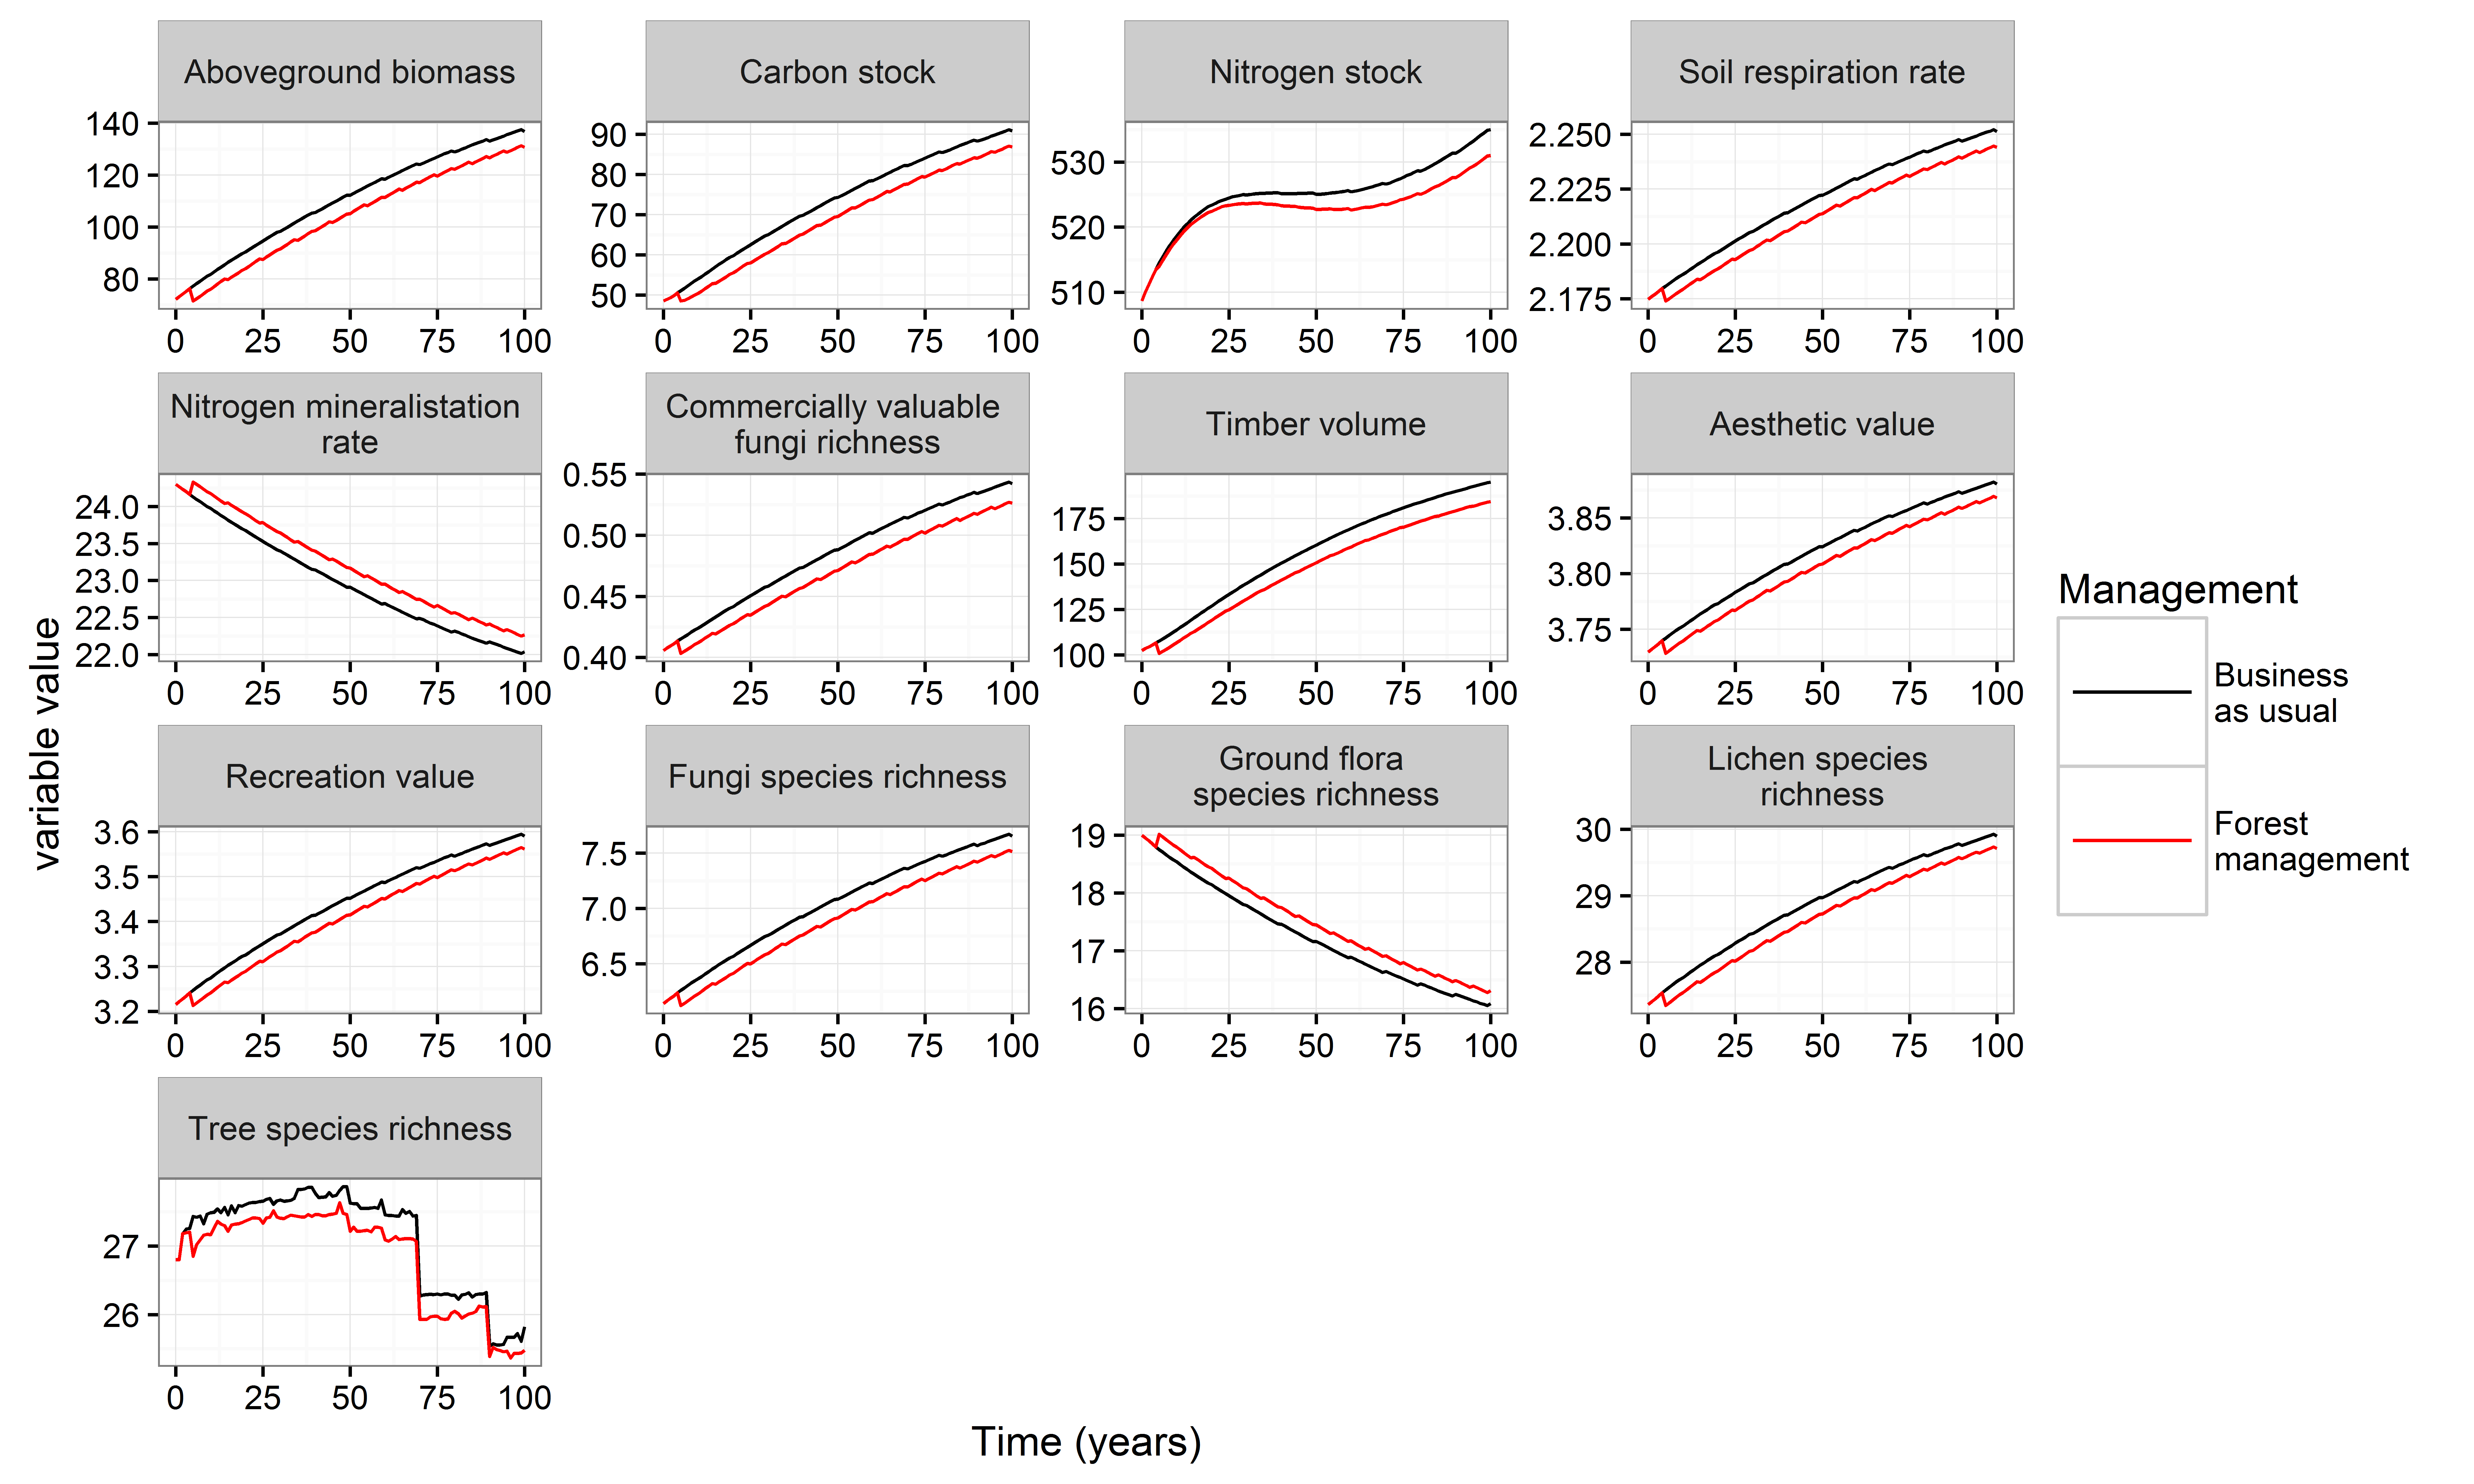 Aboveground biomass
Carbon stock
Nitrogen stock
Soil respiration rate
140
120
100
80
0 25 50 75 100
90
80
70
60
50
0 25 50 75 100
530
520
510
0 25 50 75 100
2.250
2.225
2.200
2.175
0 25 50 75 100
Nitrogen mineralistation
rate
Commercially valuable
fungi richness
Timber volume
Aesthetic value
24.0
23.5
23.0
22.5
22.0
0 25 50 75 100
0.55
0.50
0.45
0.40
0 25 50 75 100
175
150
125
100
0 25 50 75 100
3.85
3.80
3.75
0 25 50 75 100
Recreation value
Fungi species richness
Ground flora
species richness
Lichen species
richness
3.6
3.5
3.4
3.3
3.2
0 25 50 75 100
7.5
7.0
6.5
0 25 50 75 100
19
18
17
16
0 25 50 75 100
30
29
28
0 25 50 75 100
Tree species richness
27
26
0 25 50 75 100
variable value
Time (years)
Management
Business
as usual
Forest
management